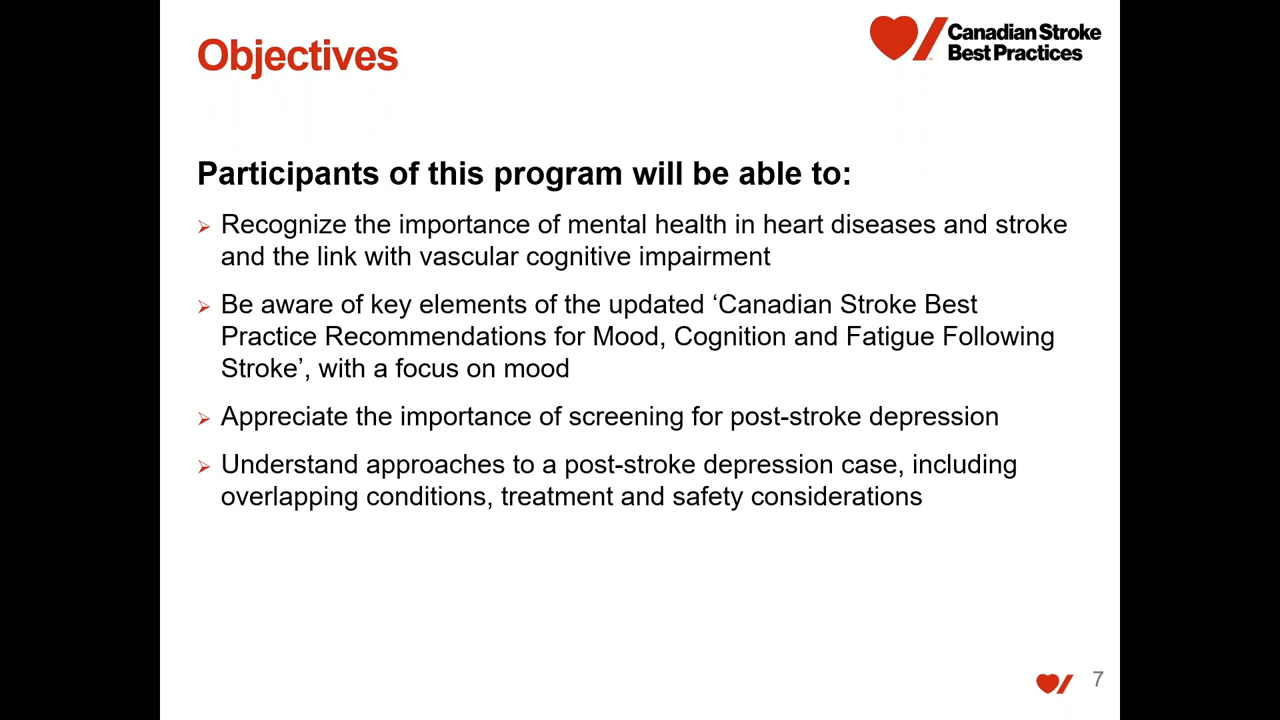 Objectives
Canadian Stroke
Best Practices
Participants of this program will be able to:
Recognize the importance of mental health in heart diseases and stroke
and the link with vascular cognitive impairment
Be aware of key elements of the updated ‘Canadian Stroke Best
Practice Recommendations for Mood, Cognition and Fatigue Following
Stroke’, with a focus on mood
Appreciate the importance of screening for post-stroke depression
Understand approaches to a post-stroke depression case, including
overlapping conditions, treatment and safety considerations
7